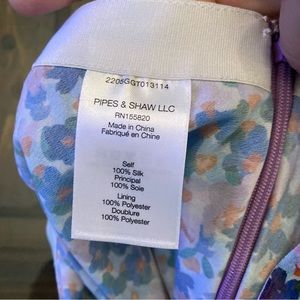 2205GGT013114
PIPES & SHAW LLC
RN155820
Made in China
Fabriqué en Chine
Self
100% Silk
Principal
100% Soie
Lining
100% Polyester
Doublure
100% Polyester